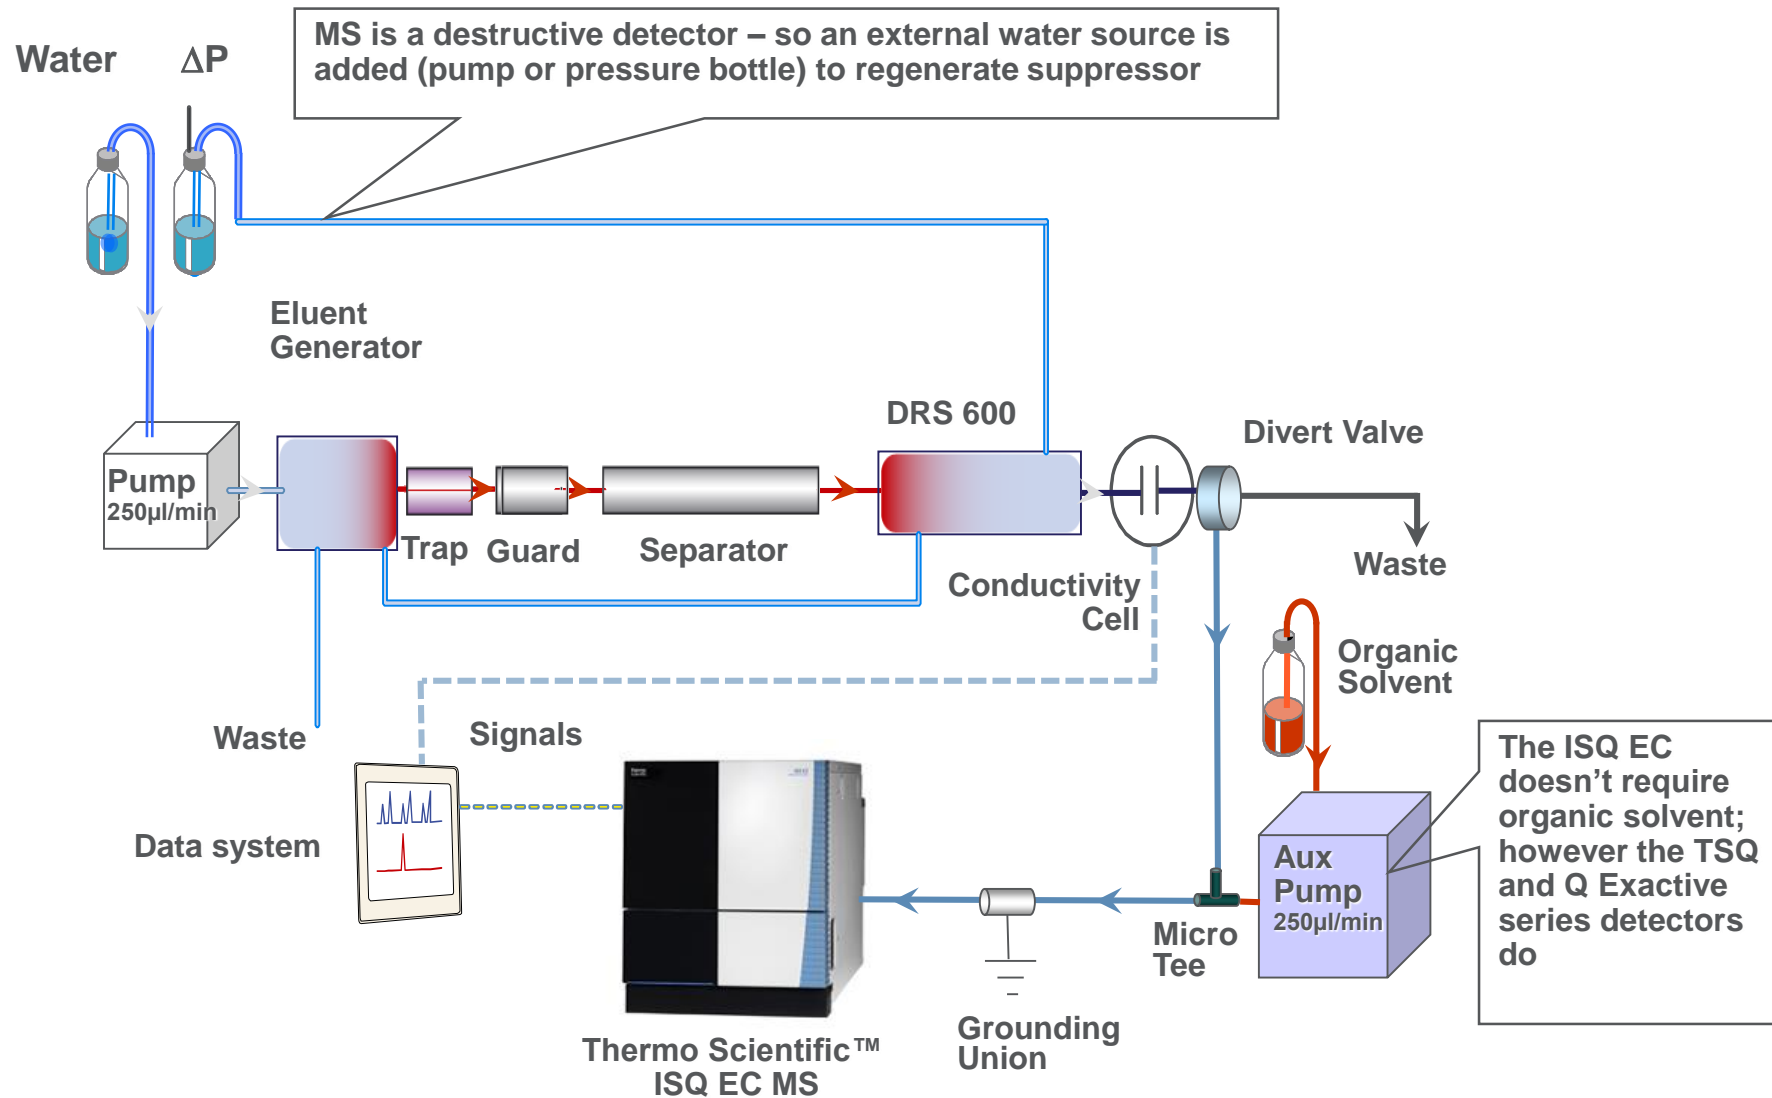 MS is a destructive detector – so an external water source is
added (pump or pressure bottle) to regenerate suppressor
Water
ΔP
Eluent
Generator
DRS 600
Divert Valve
Pump
250µl/min
Trap
Guard
Separator
Conductivity
Cell
Waste
Organic
Solvent
Waste
Signals
The ISQ EC
doesn’t require
organic solvent;
however the TSQ
and Q Exactive
series detectors
do
Data system
Aux
Pump
250µl/min
Micro
Tee
Grounding
Union
Thermo Scientific™
ISQ EC MS